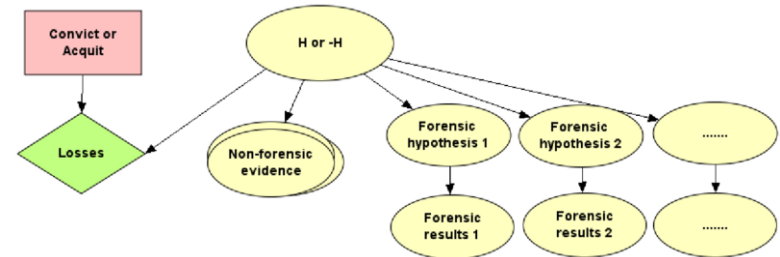 Convict or
Acquit
H or -H
Losses
Non-forensic
evidence
Forensic
hypothesis 1
Forensic
hypothesis 2
.......
Forensic
results 1
Forensic
results 2
.......